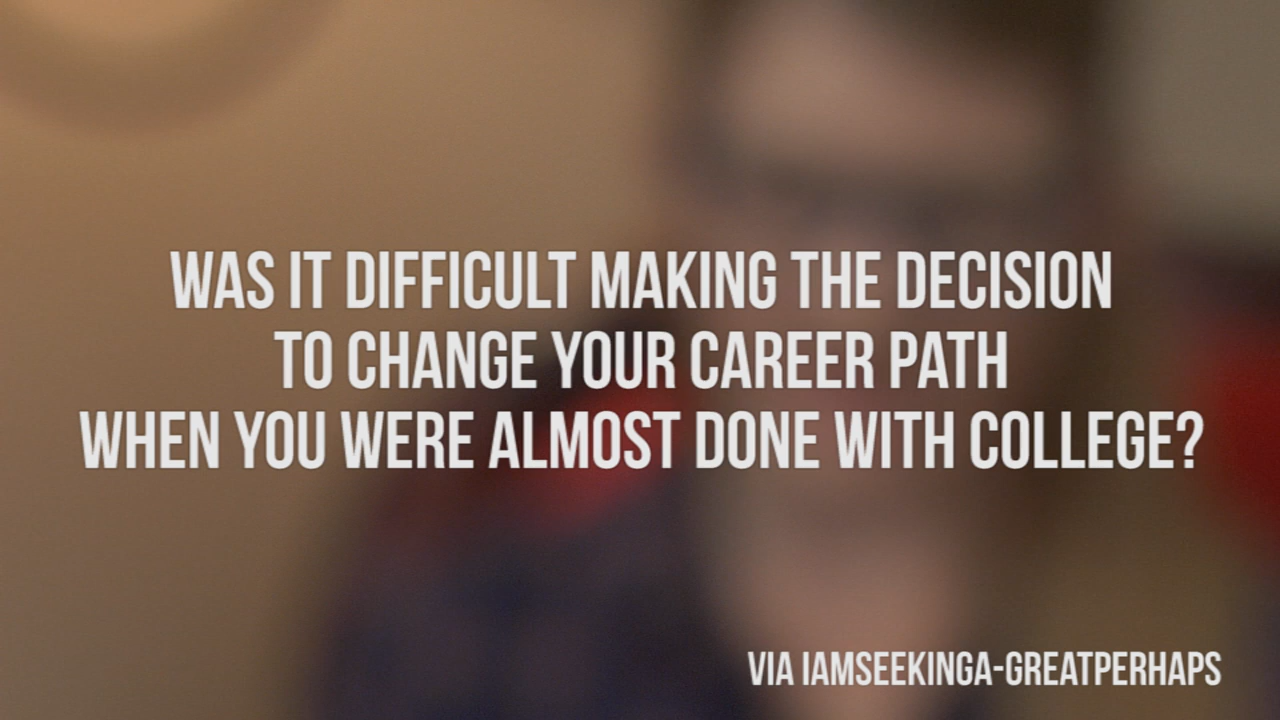 WAS IT DIFFICULT MAKING THE DECISION
TO CHANGE YOUR CAREER PATH
WHEN YOU WERE ALMOST DONE WITH COLLEGE?
VIA IAMSEEKINGA-GREATPERHAPS